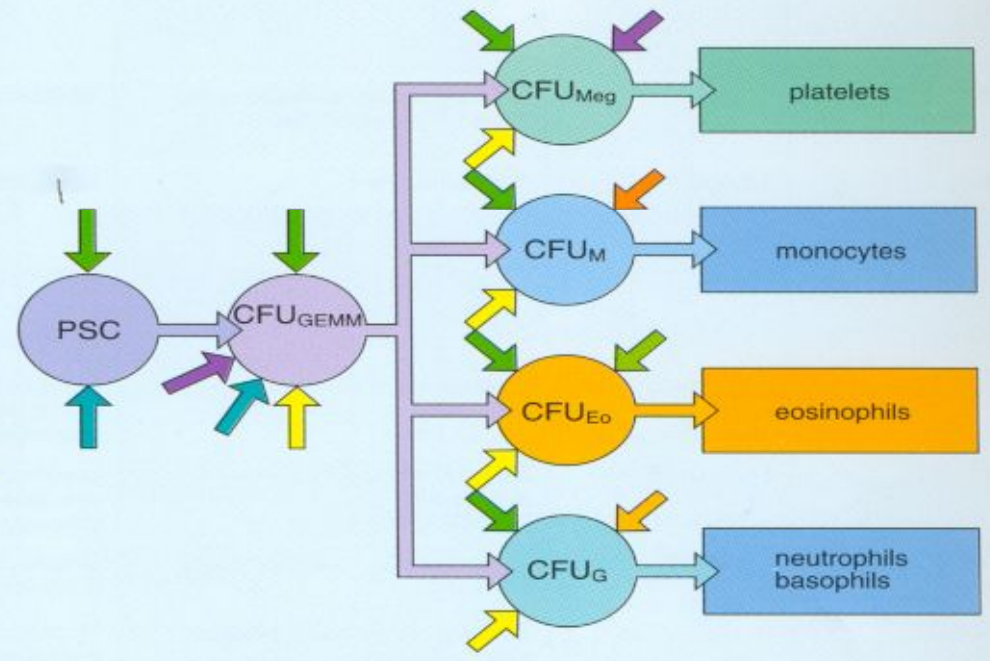 PSC
CFUGEMM
CFUMeg
platelets
CFUM
monocytes
CFUEo
eosinophils
CFUG
neutrophils
basophils